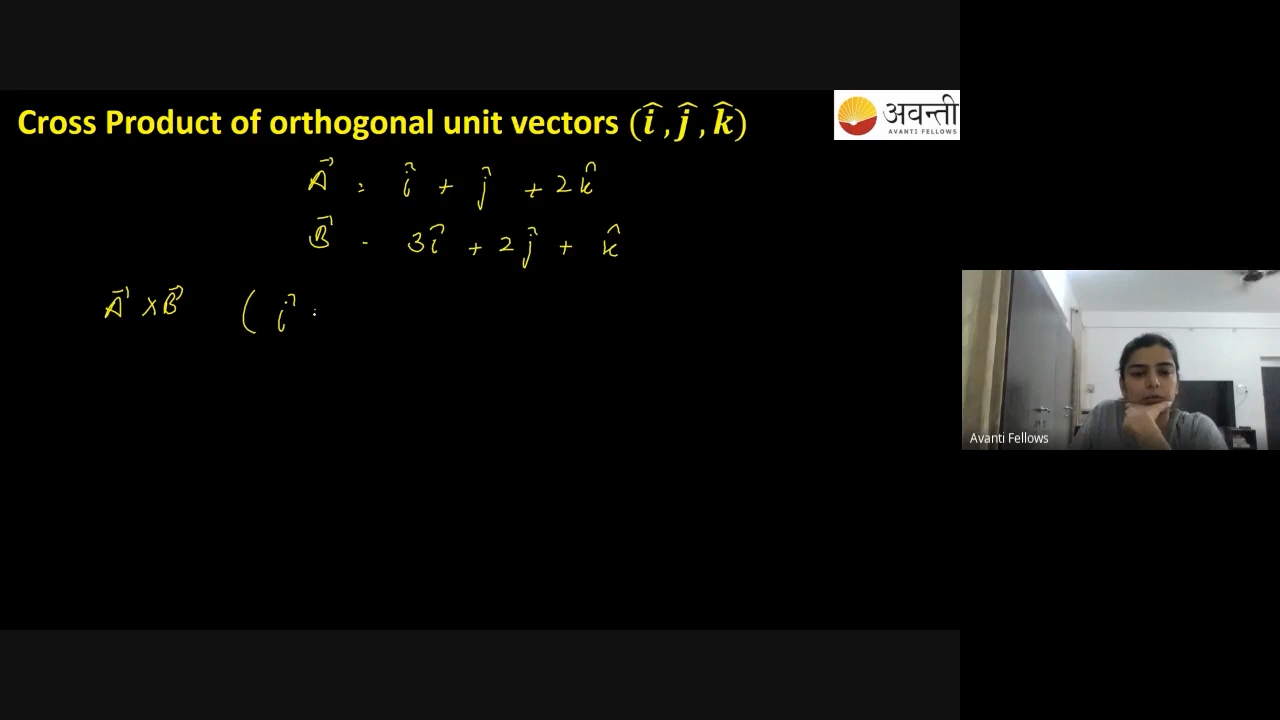 Cross Product of orthogonal unit vectors (î, ĵ, k̂)
अवन्ती
AVANTI FELLOWS
A⃗ = î + ĵ + 2k̂
B⃗ - 3î + 2ĵ + k̂
A⃗ × B⃗ ( î
Avanti Fellows